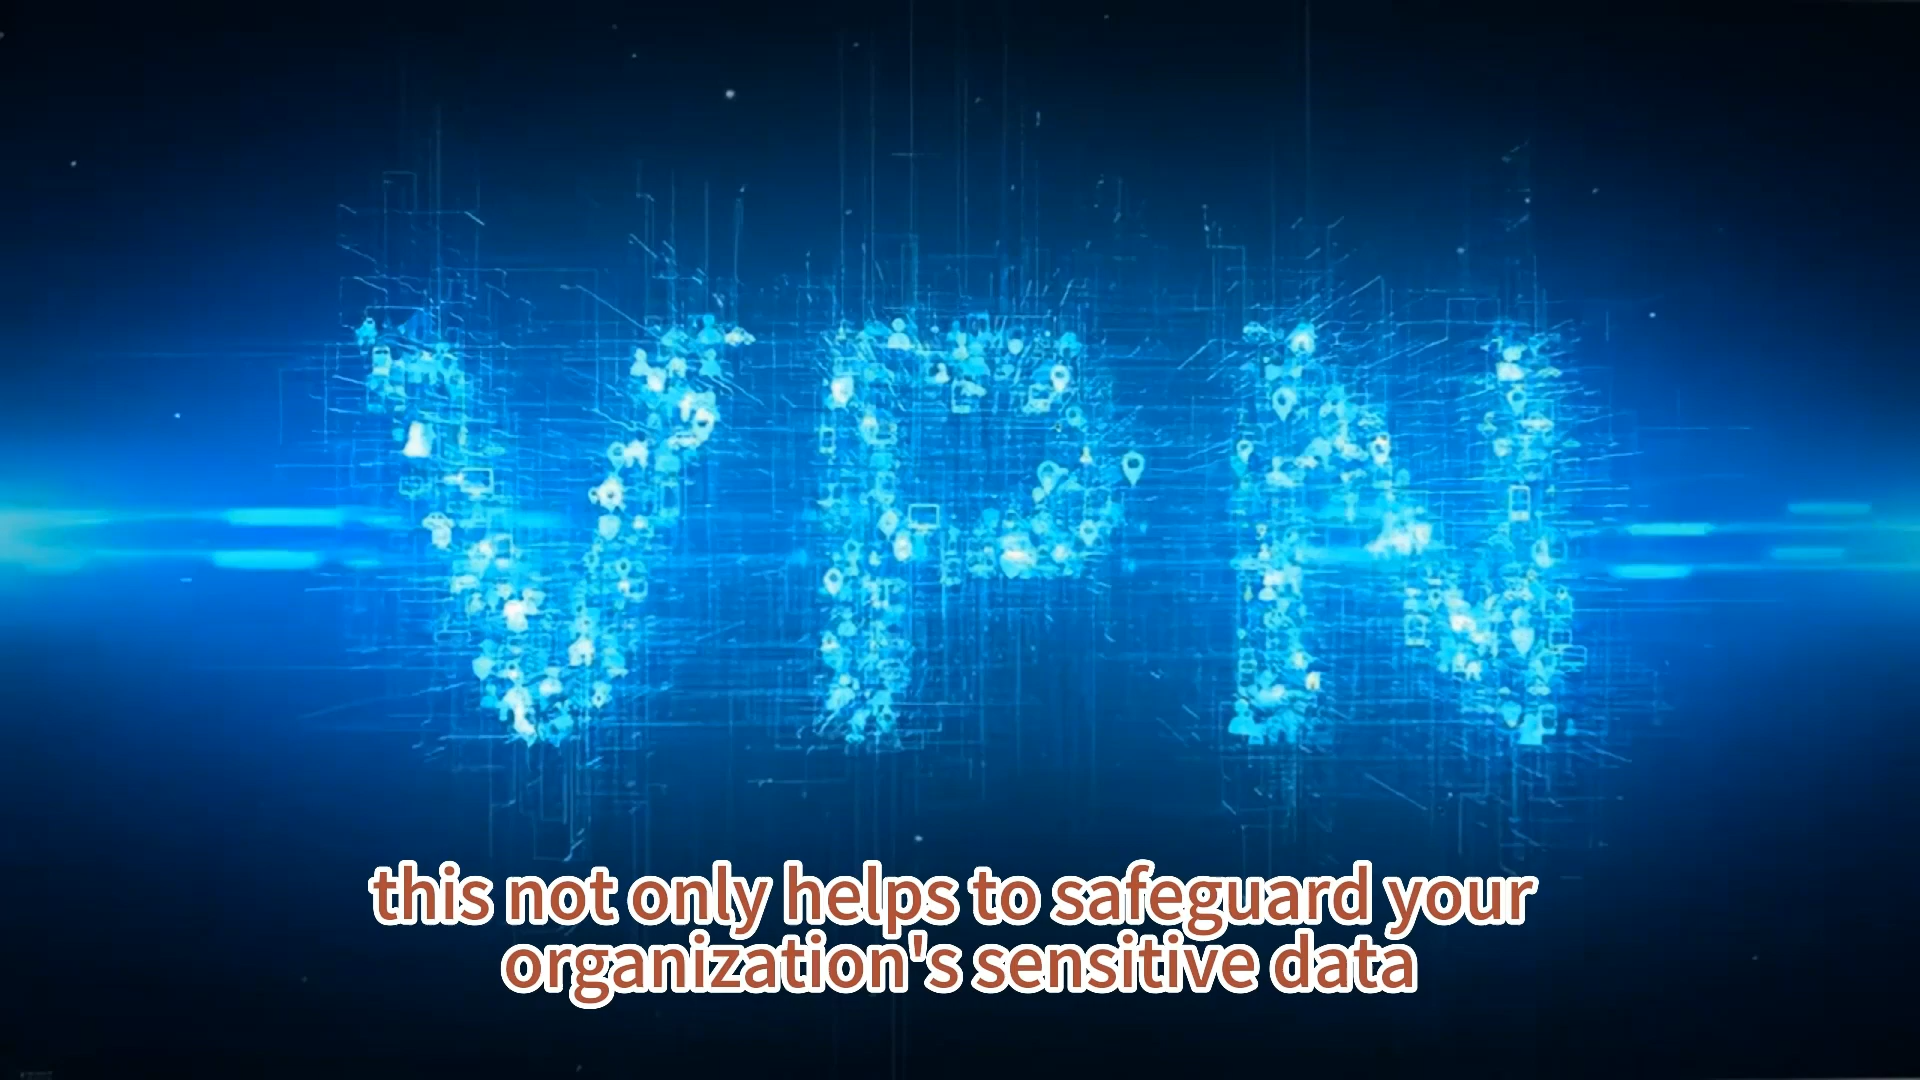 VPN
this not only helps to safeguard your
organization's sensitive data